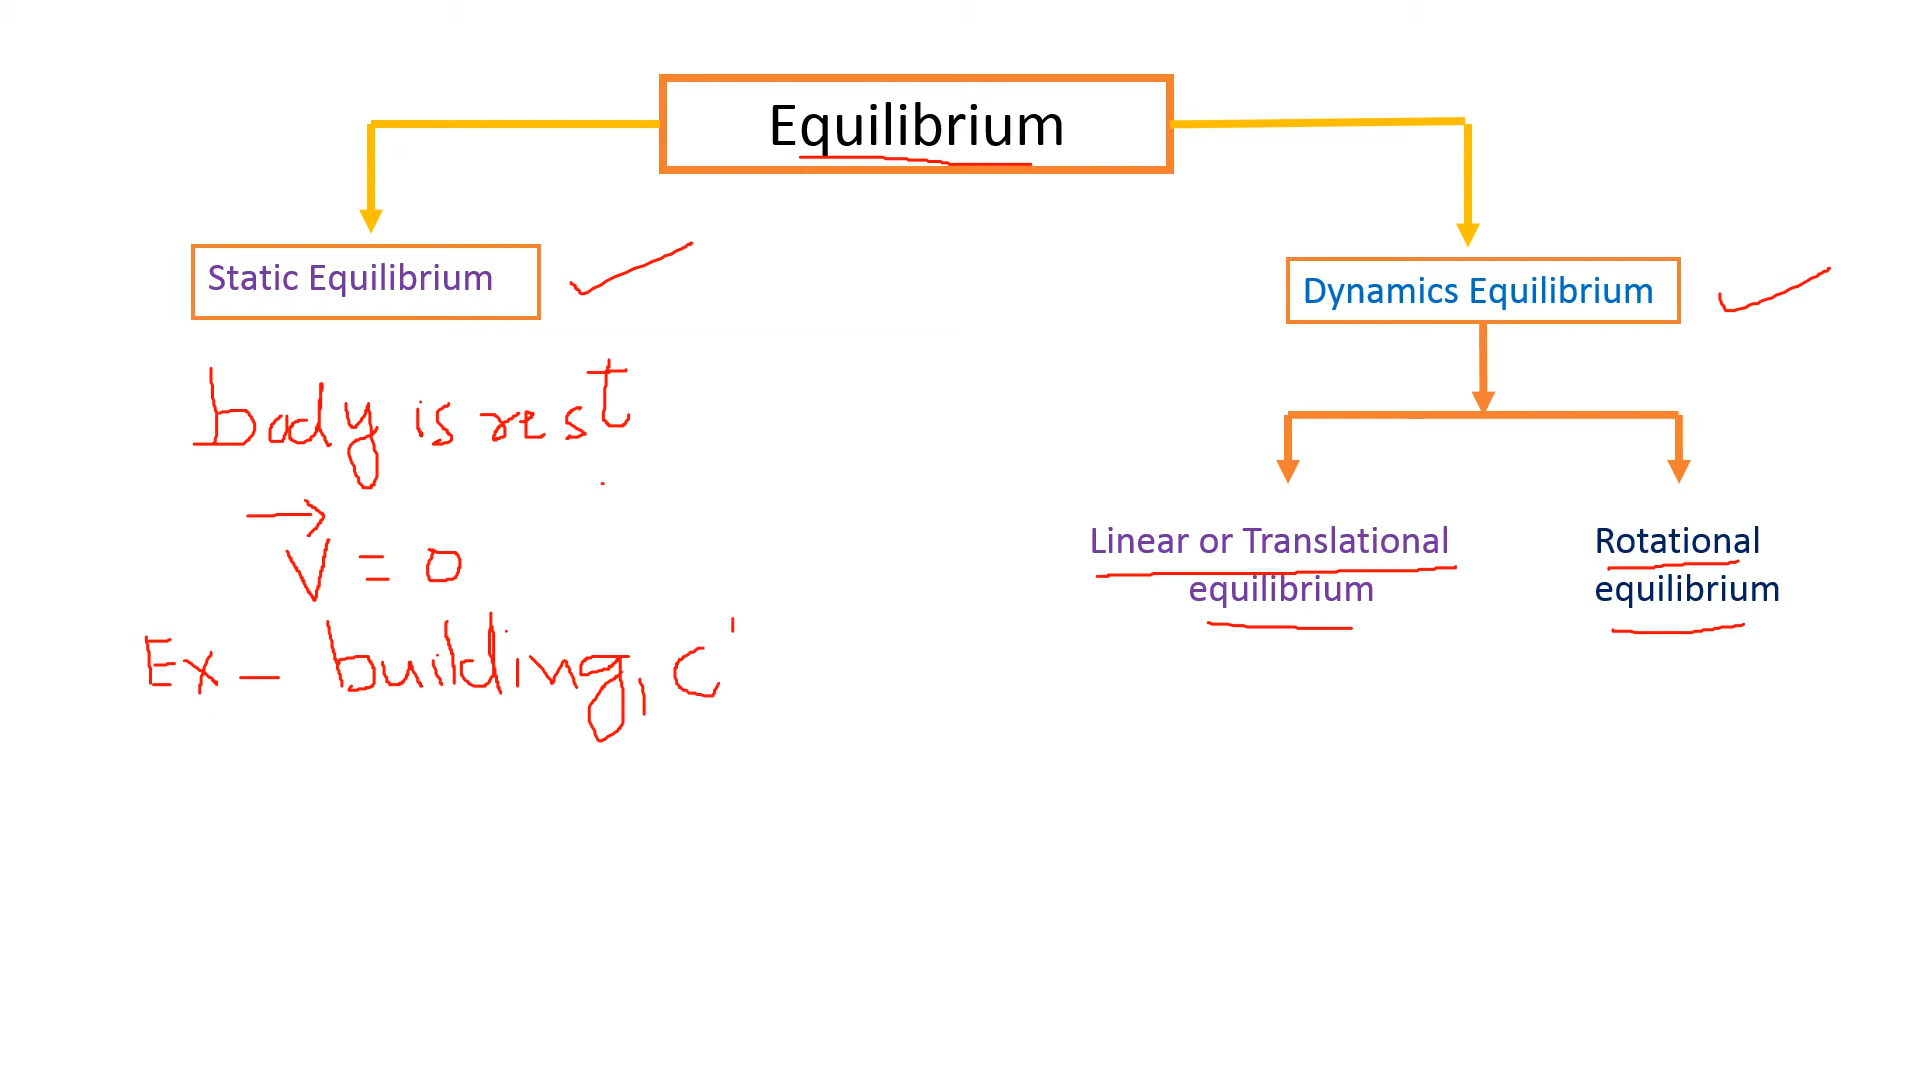 Equilibrium
Static Equilibrium
Dynamics Equilibrium
body is rest
V = 0
Ex - building, c
Linear or Translational
equilibrium
Rotational
equilibrium